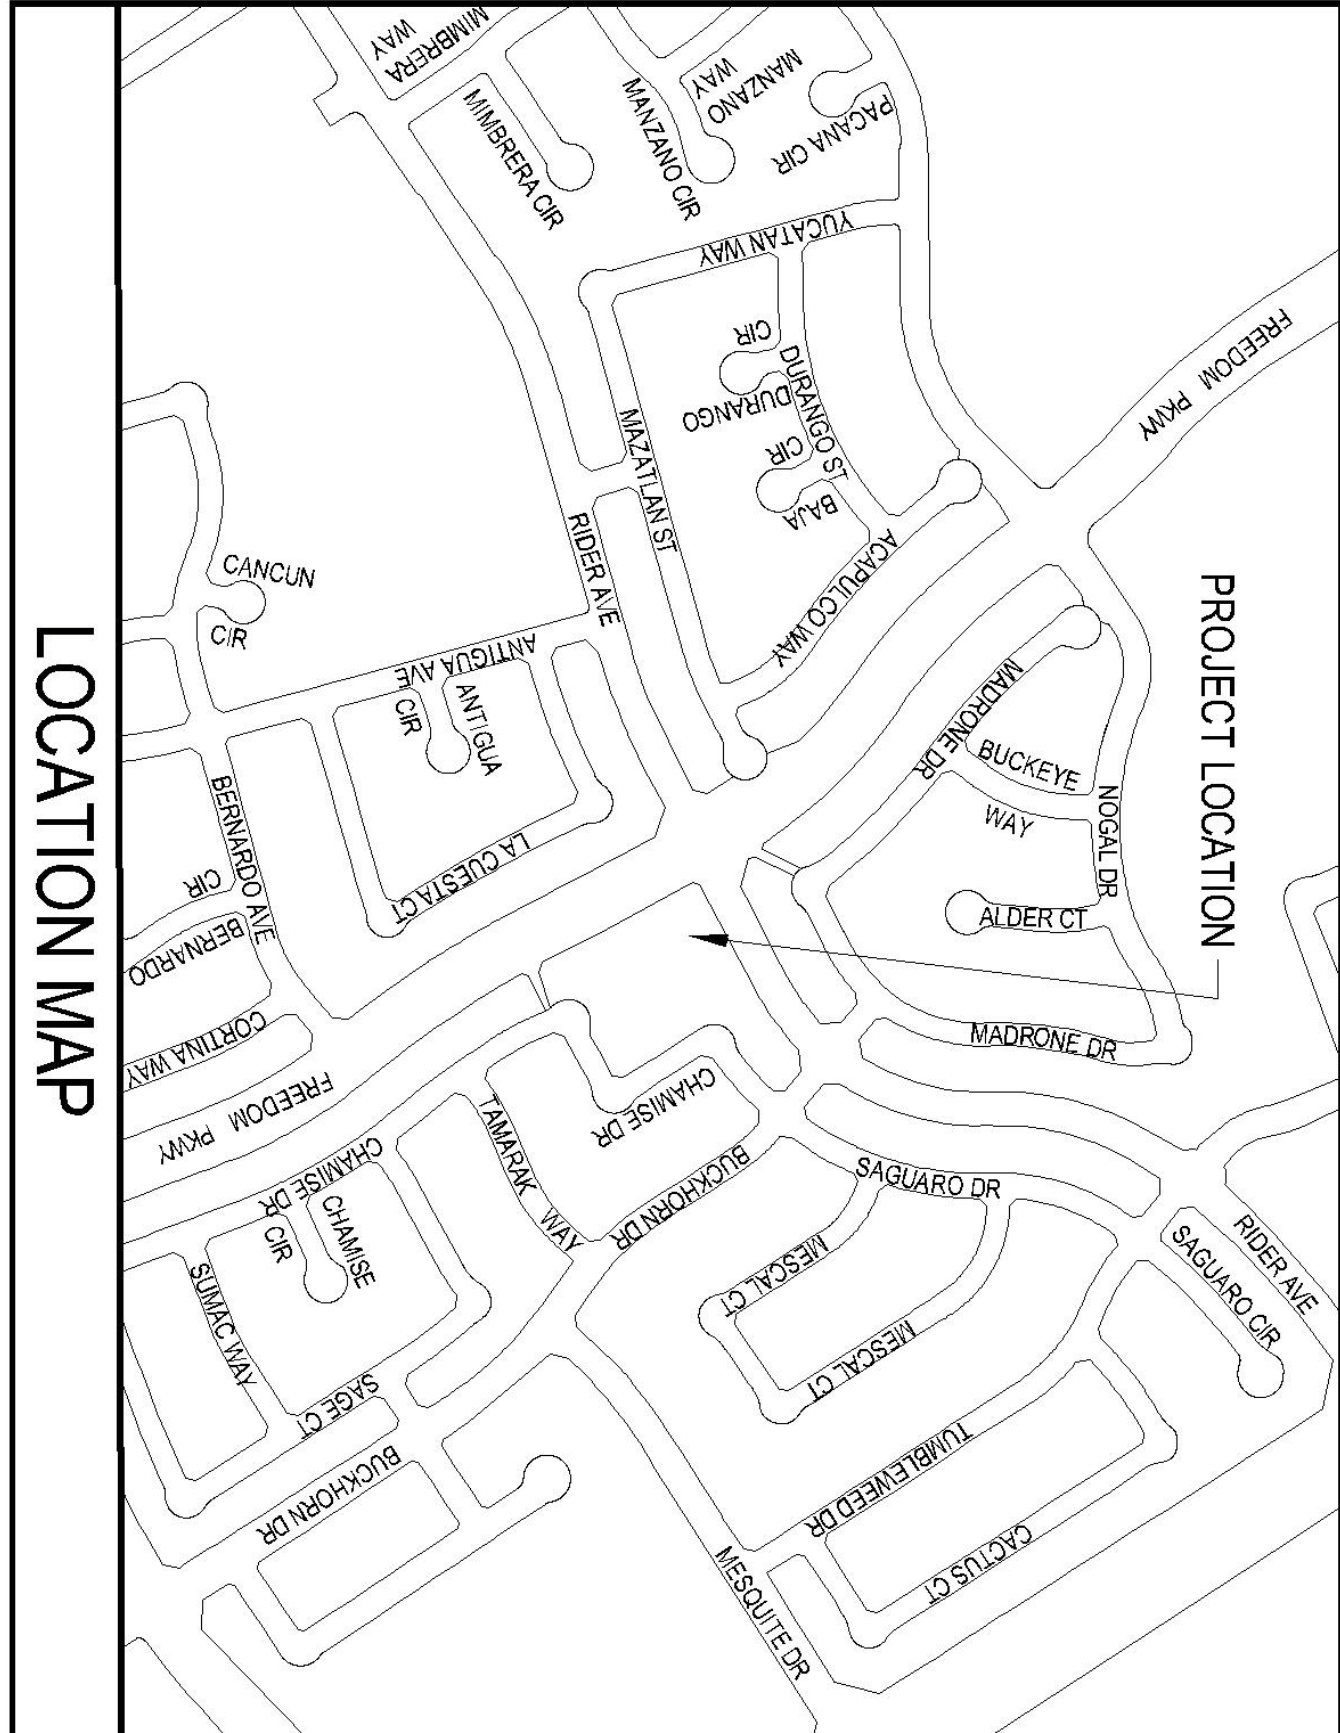 MIMBRERA
WAY
MIMBRERA CIR
MANZANO CIR
MANZANO
WAY
PACANA CIR
YUCATAN WAY
FREEDOM PKWY
DURANGO
CIR
DURANGO ST
BAJA
CIR
MAZATLAN ST
ACAPULCO WAY
RIDER AVE
CANCUN
CIR
ANTIGUA AVE
ANTIGUA
CIR
LA CUESTA CT
BERNARDO AVE
BERNARDO
CIR
CORTINA WAY
FREEDOM PKWY
MADRONE DR
BUCKEYE
WAY
NOGAL DR
ALDER CT
MADRONE DR
PROJECT LOCATION
CHAMISE DR
TAMARAK WAY
BUCKHORN DR
SAGUARO DR
MESCAL CT
MESCAL CT
RIDER AVE
SAGUARO CIR
CHAMISE DR
CHAMISE
CIR
SUMAC WAY
SAGE CT
BUCKHORN DR
TUMBLEWEED DR
CACTUS CT
MESQUITE DR
LOCATION MAP